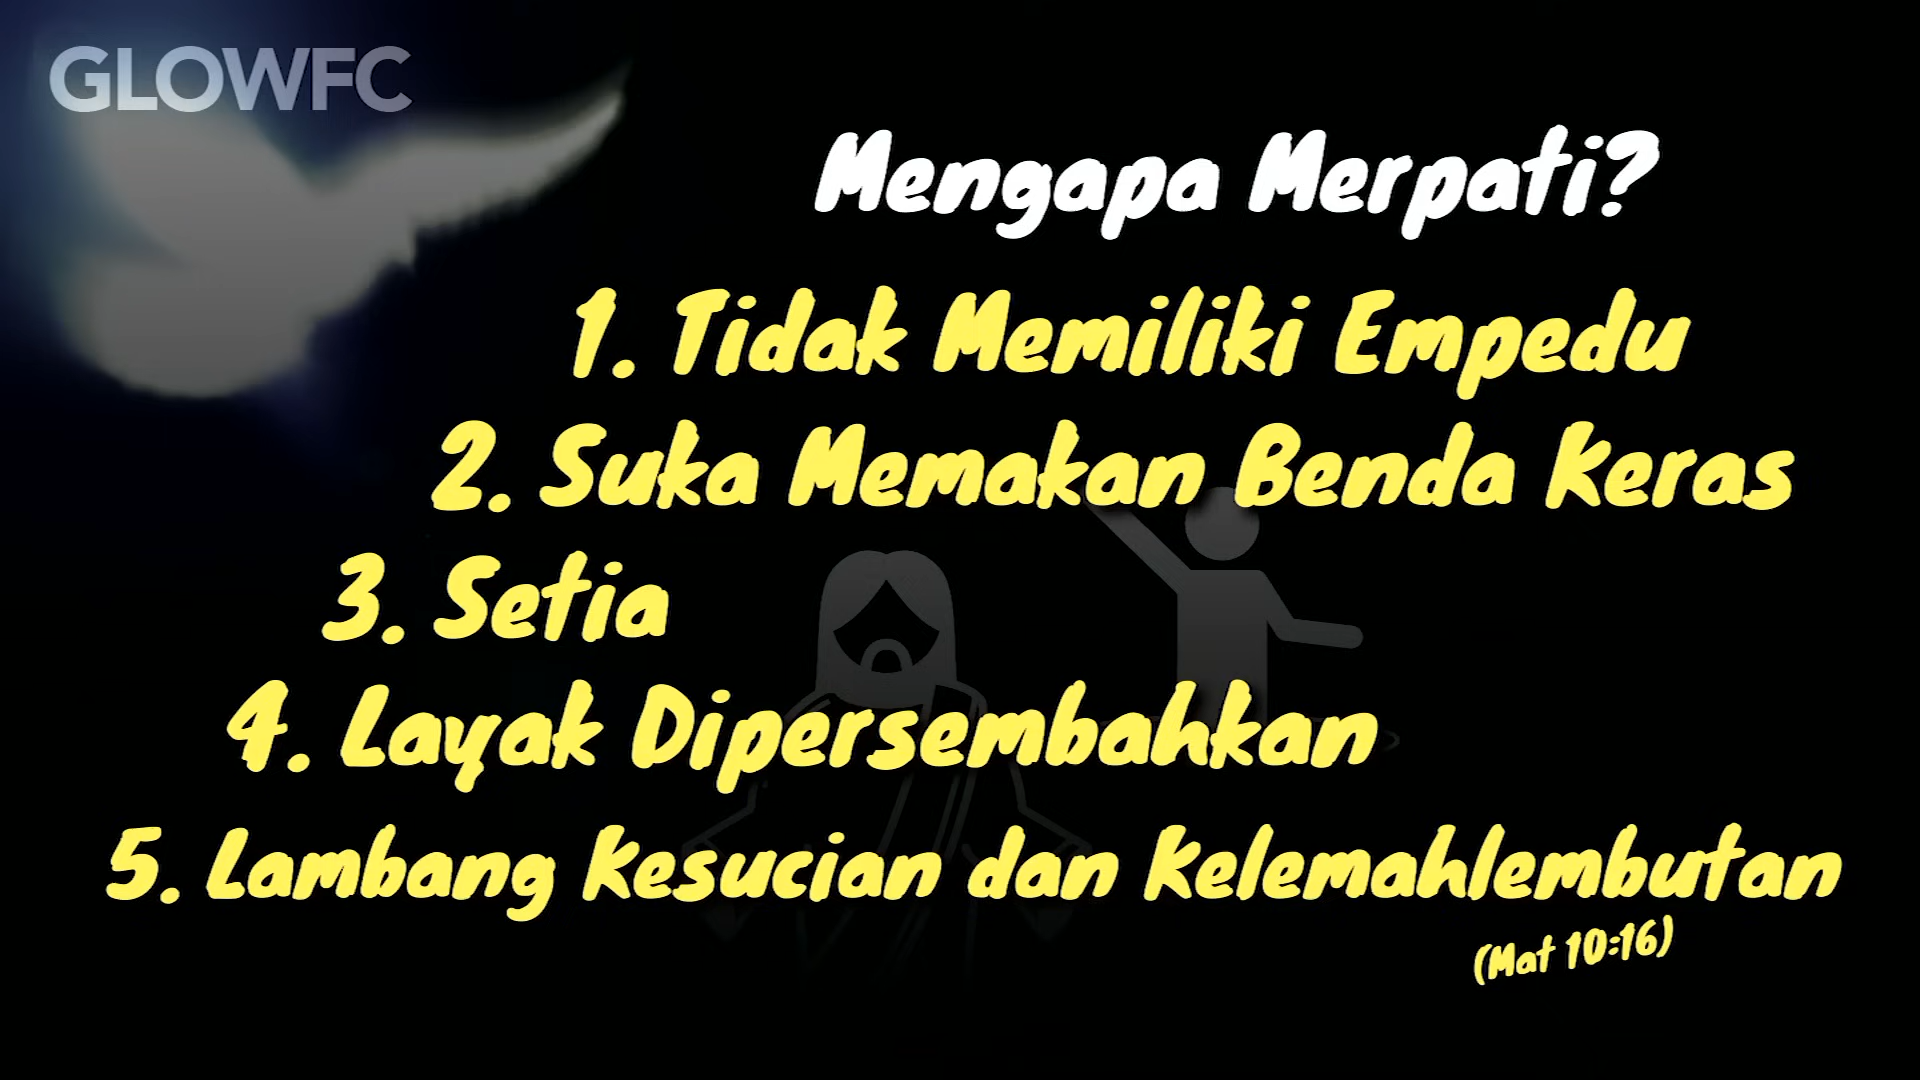 GLOWFC
Mengapa Merpati?
1. Tidak Memiliki Empedu
2. Suka Memakan Benda Keras
3. Setia
4. Layak Dipersembahkan
5. Lambang Kesucian dan Kelemahlembutan
(Mat 10:16)